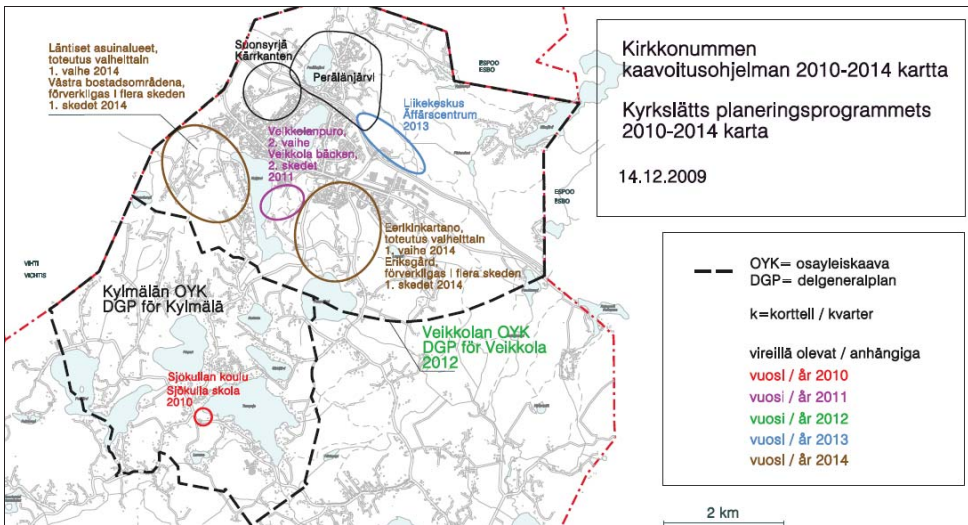 Läntiset asuinalueet,
toteutus vaiheittain
1. vaihe 2014
Västra bostadsområdena,
förverkligas i flera skeden
1. skedet 2014
Suonsyrjä
Kärrkanten
Perälänjärvi
Liikekeskus
Affärscentrum
2013
Veikkolanpuro,
2. vaihe
Veikkola bäcken,
2. skedet
2011
Eerikinkartano,
toteutus vaiheittain
1. vaihe 2014
Eriksgård,
förverkligas i flera skeden
1. skedet 2014
ESPOO
ESBO
ESPOO
ESBO
VIHTI
VICHTIS
Kylmälän OYK
DGP för Kylmälä
Veikkolan OYK
DGP för Veikkola
2012
Sjökullan koulu
Sjökulla skola
2010
Kirkkonummen
kaavoitusohjelman 2010-2014 kartta
Kyrkslätts planeringsprogrammets
2010-2014 karta
14.12.2009
OYK= osayleiskaava
DGP= delgeneralplan
k=kortteli / kvarter
vireillä olevat / anhängiga
vuosi / år 2010
vuosi / år 2011
vuosi / år 2012
vuosi / år 2013
vuosi / år 2014
2 km